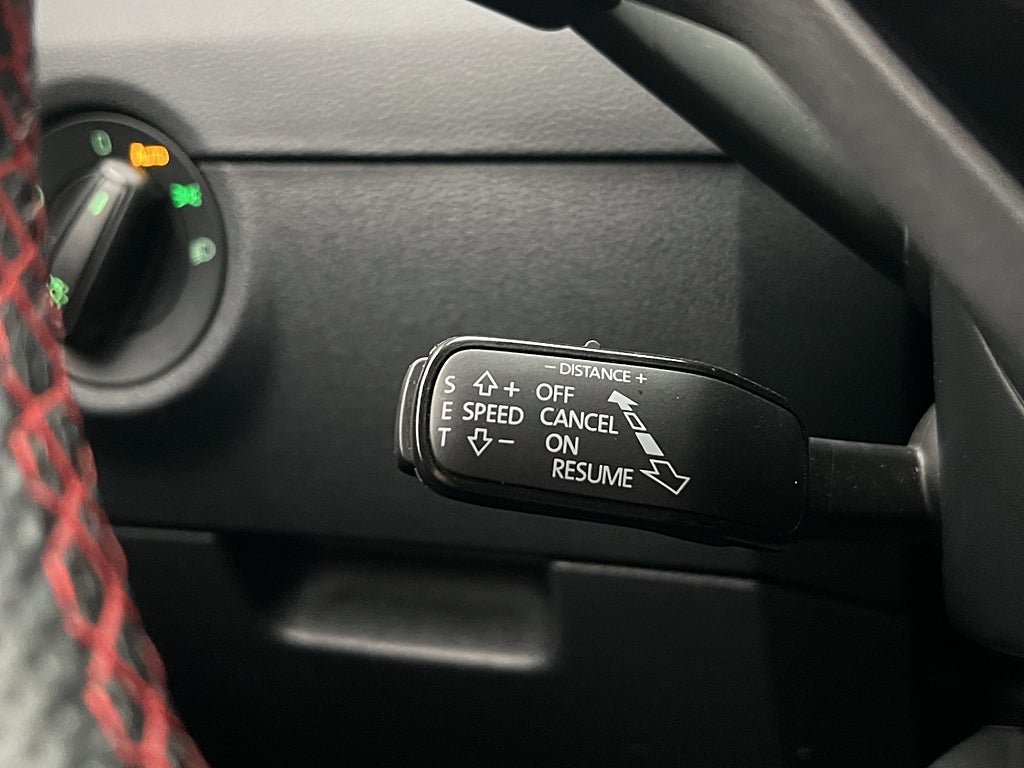 − DISTANCE +
S + OFF
E SPEED CANCEL
T − ON
RESUME